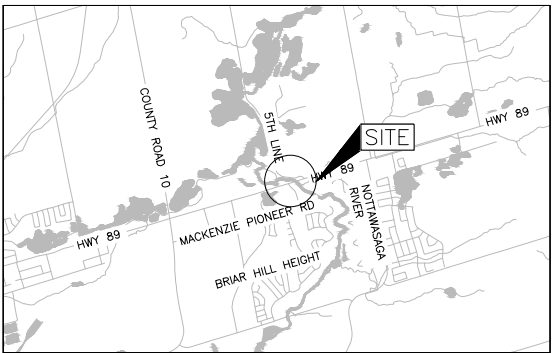 HWY 89
COUNTY ROAD 10
5TH LINE
SITE
HWY 89
NOTTAWASAGA
RIVER
MACKENZIE PIONEER RD
HWY 89
BRIAR HILL HEIGHT